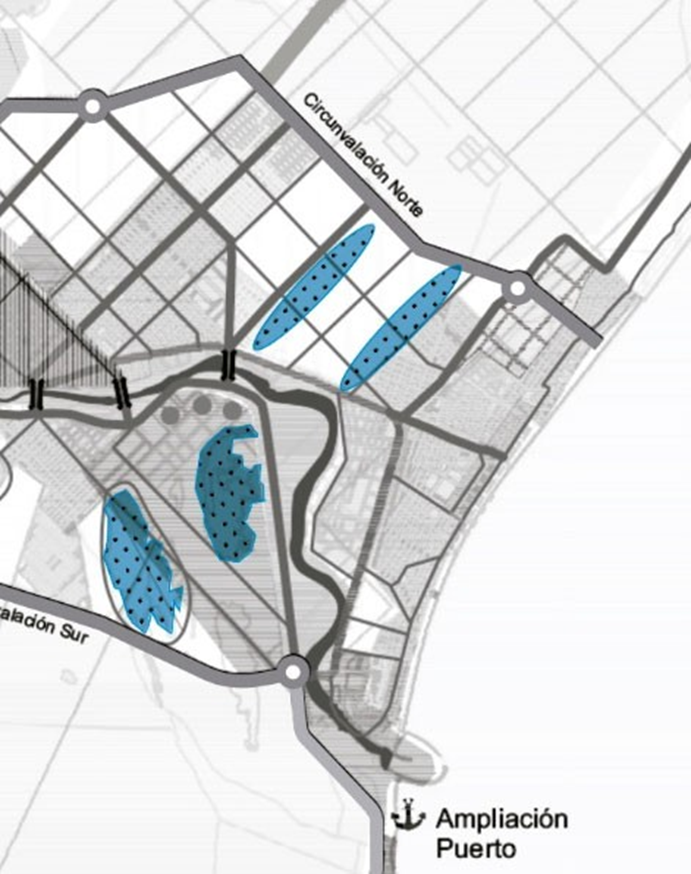 Circunvalación Norte
alación Sur
Ampliación
Puerto